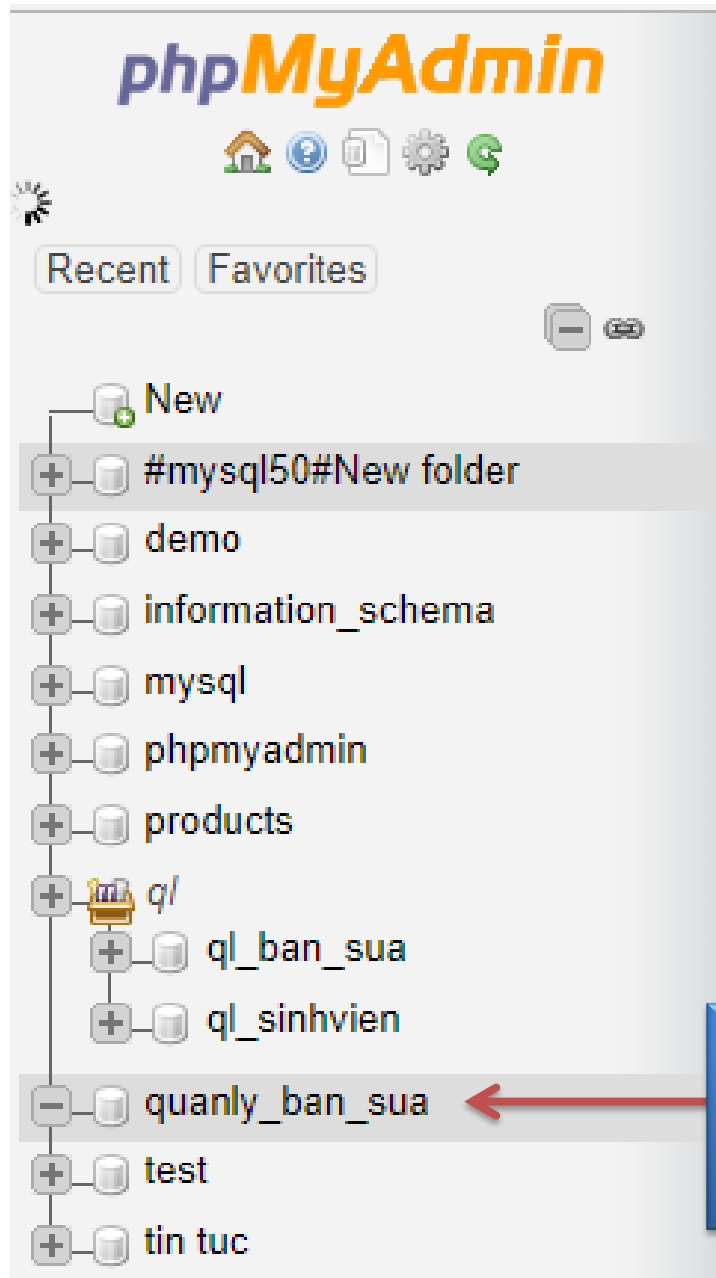 phpMyAdmin
Recent Favorites
New
#mysql50#New folder
demo
information_schema
mysql
phpmyadmin
products
ql
ql_ban_sua
ql_sinhvien
quanly_ban_sua
test
tin tuc